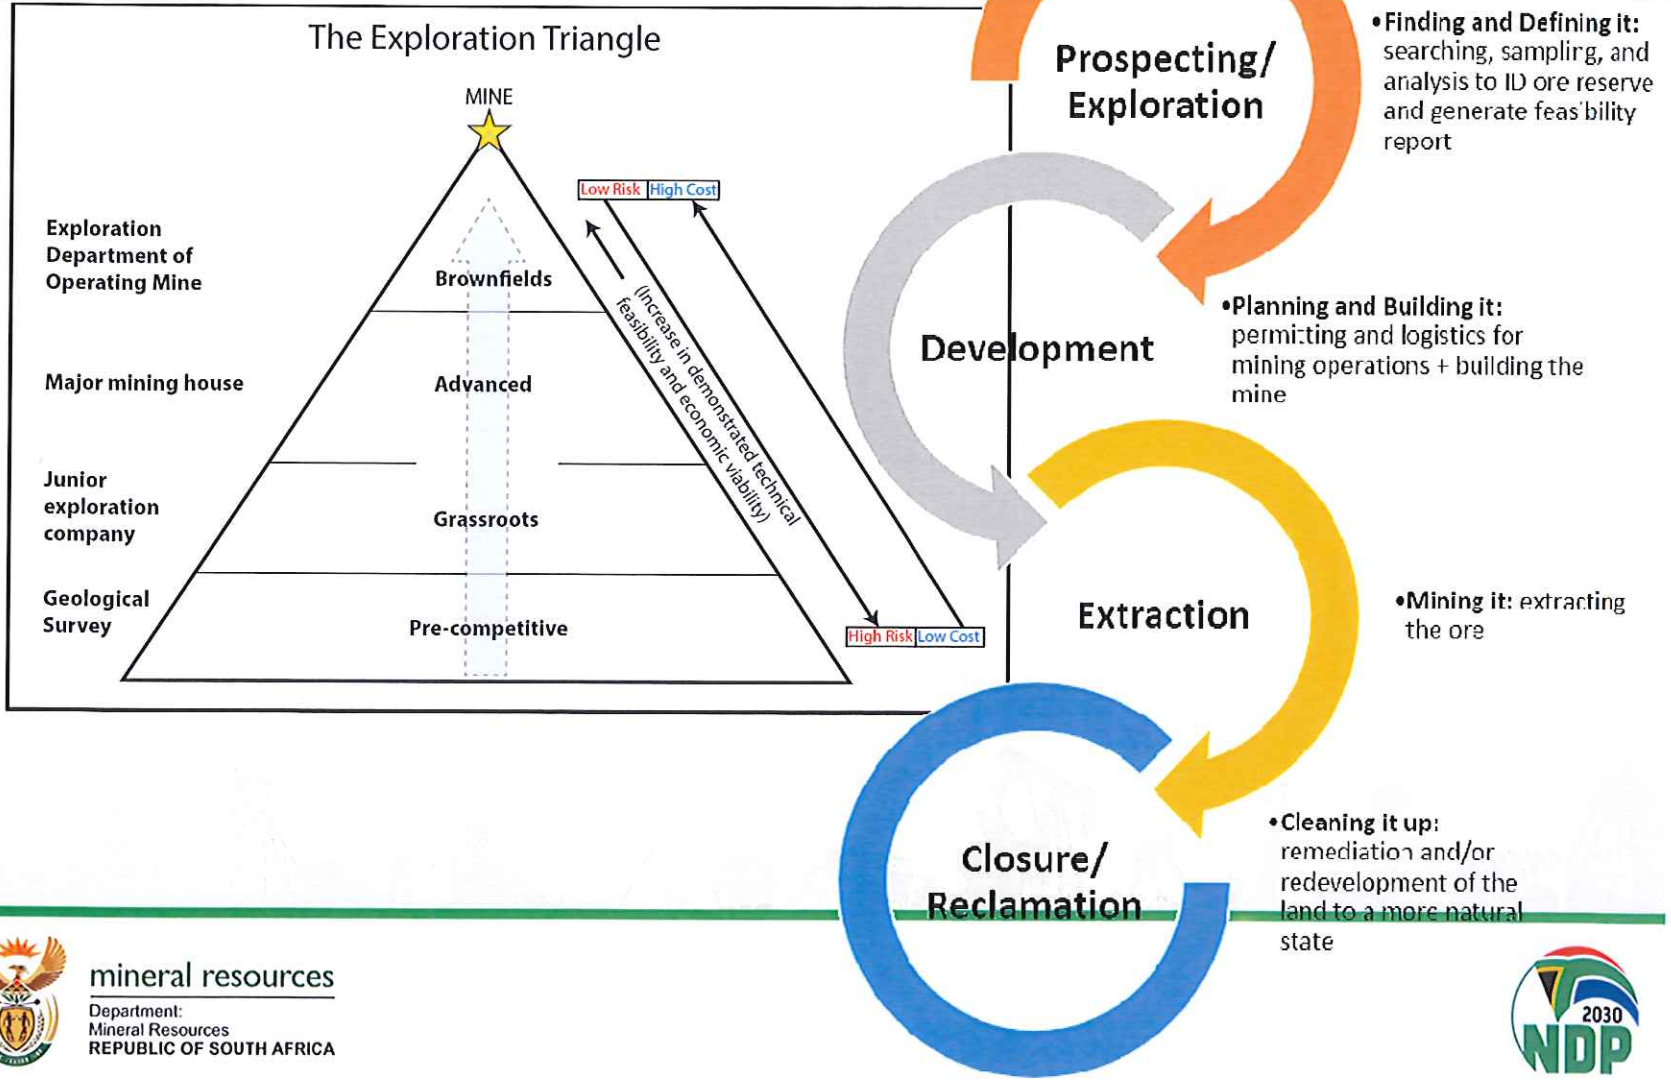 The Exploration Triangle
MINE
Low Risk High Cost
Exploration
Department of
Operating Mine
Brownfields
Major mining house
Advanced
(Increase in demonstrated technical
feasibility and economic viability)
Junior
exploration
company
Grassroots
Geological
Survey
Pre-competitive
High Risk Low Cost
Prospecting/
Exploration
•Finding and Defining it:
searching, sampling, and
analysis to ID ore reserve
and generate feasibility
report
Development
•Planning and Building it:
permitting and logistics for
mining operations + building the
mine
Extraction
•Mining it: extracting
the ore
Closure/
Reclamation
•Cleaning it up:
remediation and/or
redevelopment of the
land to a more natural
state
mineral resources
Department:
Mineral Resources
REPUBLIC OF SOUTH AFRICA
2030
NDP